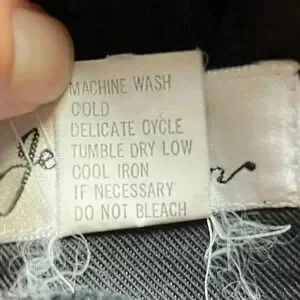 MACHINE WASH
COLD
DELICATE CYCLE
TUMBLE DRY LOW
COOL IRON
IF NECESSARY
DO NOT BLEACH